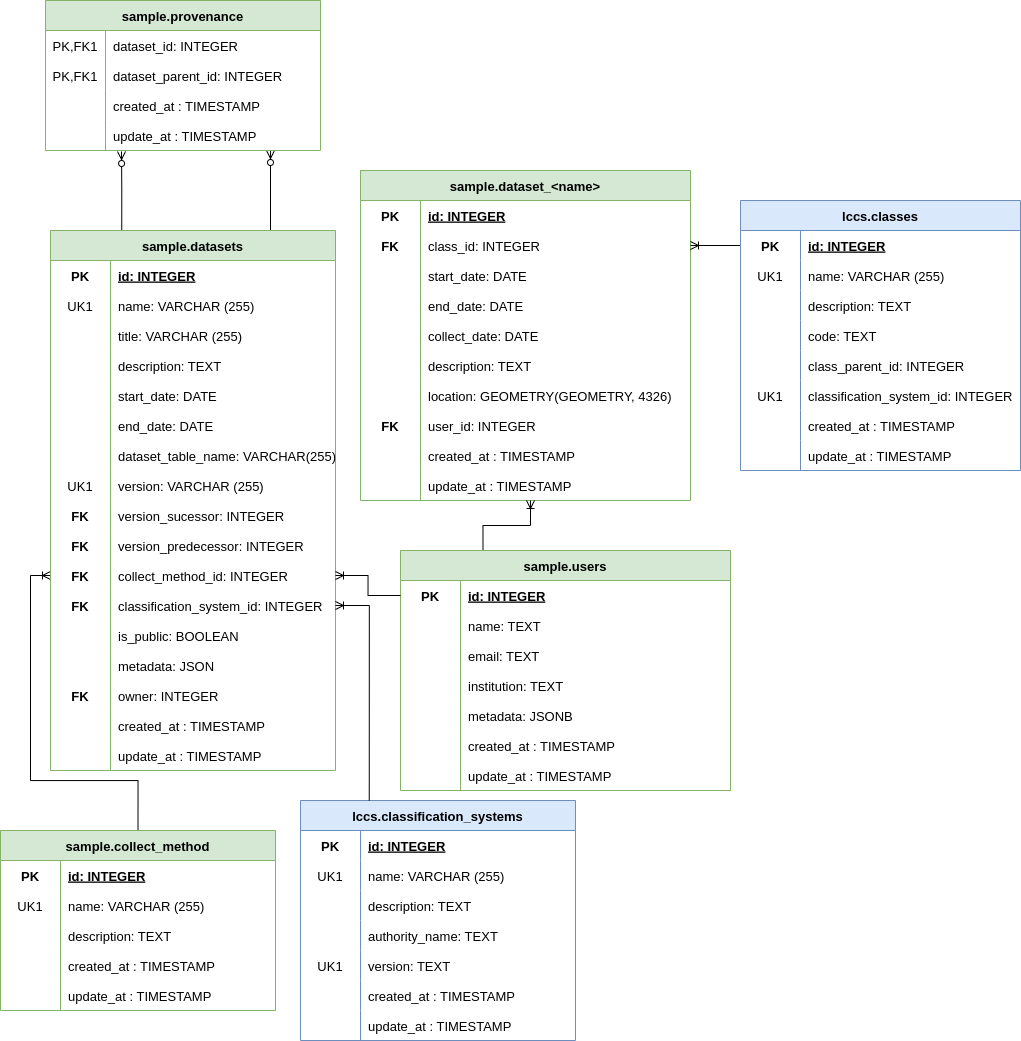 sample.provenance
PK,FK1 dataset_id: INTEGER
PK,FK1 dataset_parent_id: INTEGER
created_at : TIMESTAMP
update_at : TIMESTAMP
sample.datasets
PK id: INTEGER
UK1 name: VARCHAR (255)
title: VARCHAR (255)
description: TEXT
start_date: DATE
end_date: DATE
dataset_table_name: VARCHAR(255)
UK1 version: VARCHAR (255)
FK version_sucessor: INTEGER
FK version_predecessor: INTEGER
FK collect_method_id: INTEGER
FK classification_system_id: INTEGER
is_public: BOOLEAN
metadata: JSON
FK owner: INTEGER
created_at : TIMESTAMP
update_at : TIMESTAMP
sample.dataset_<name>
PK id: INTEGER
FK class_id: INTEGER
start_date: DATE
end_date: DATE
collect_date: DATE
description: TEXT
location: GEOMETRY(GEOMETRY, 4326)
FK user_id: INTEGER
created_at : TIMESTAMP
update_at : TIMESTAMP
lccs.classes
PK id: INTEGER
UK1 name: VARCHAR (255)
description: TEXT
code: TEXT
class_parent_id: INTEGER
UK1 classification_system_id: INTEGER
created_at : TIMESTAMP
update_at : TIMESTAMP
sample.users
PK id: INTEGER
name: TEXT
email: TEXT
institution: TEXT
metadata: JSONB
created_at : TIMESTAMP
update_at : TIMESTAMP
sample.collect_method
PK id: INTEGER
UK1 name: VARCHAR (255)
description: TEXT
created_at : TIMESTAMP
update_at : TIMESTAMP
lccs.classification_systems
PK id: INTEGER
UK1 name: VARCHAR (255)
description: TEXT
authority_name: TEXT
UK1 version: TEXT
created_at : TIMESTAMP
update_at : TIMESTAMP